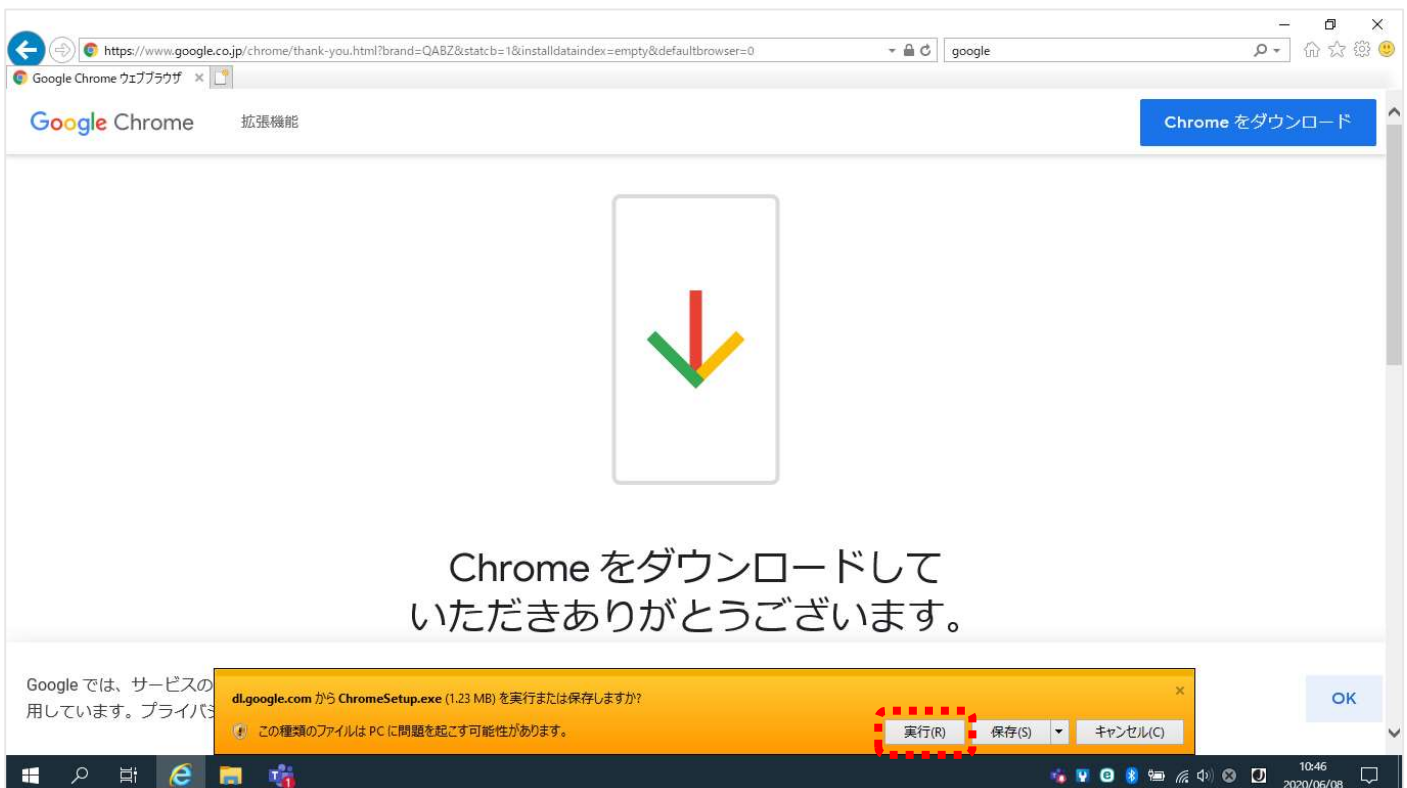 https://www.google.co.jp/chrome/thank-you.html?brand=QABZ&statcb=1&installdataindex=empty&defaultbrowser=0
google
Google Chrome ウェブブラウザ
Google Chrome
拡張機能
Chrome をダウンロード
Chrome をダウンロードして
いただきありがとうございます。
Google では、サービスの
用しています。プライバシ
OK
dl.google.com から ChromeSetup.exe (1.23 MB) を実行または保存しますか?
この種類のファイルは PC に問題を起こす可能性があります。
実行(R)
保存(S)
キャンセル(C)
10:46
2020/06/08